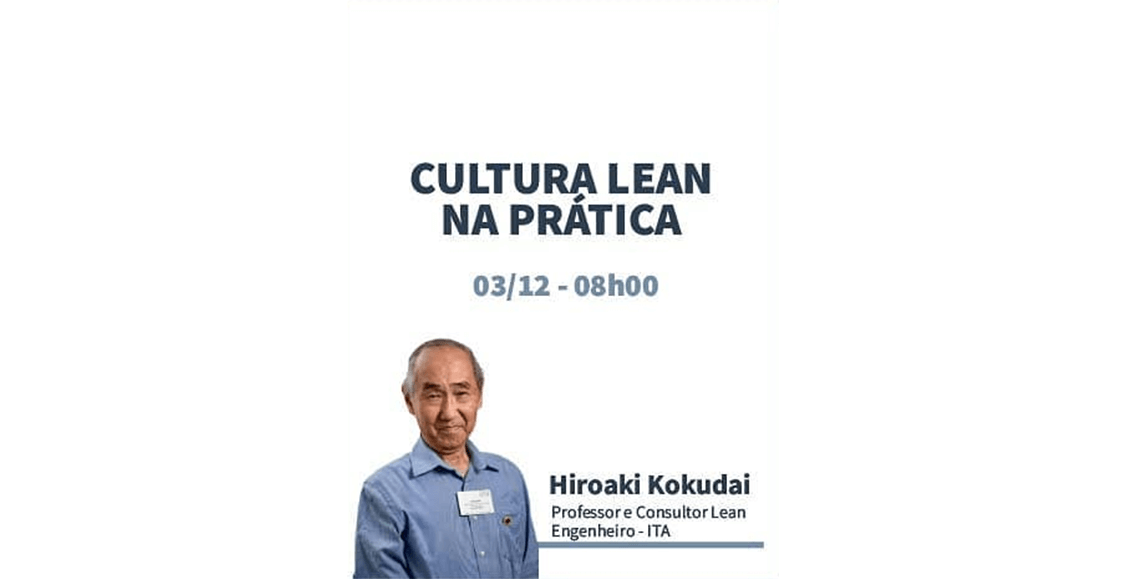 CULTURA LEAN
NA PRÁTICA
03/12 - 08h00
Hiroaki Kokudai
Professor e Consultor Lean
Engenheiro - ITA